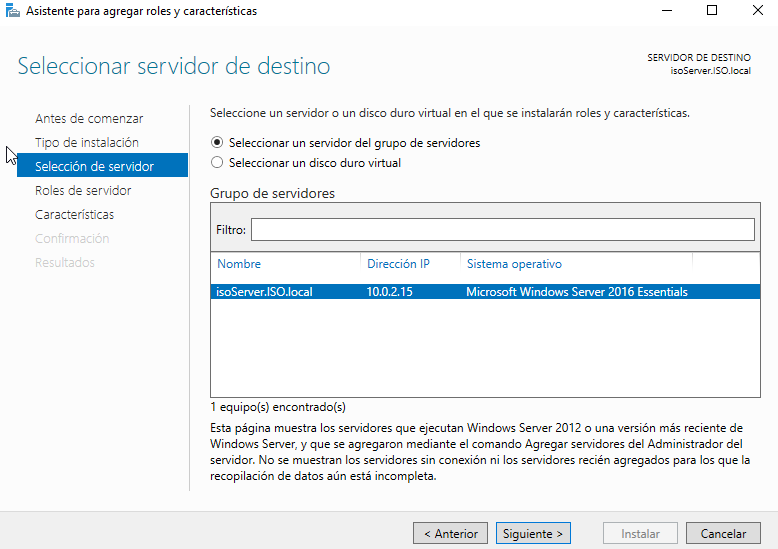 Asistente para agregar roles y características
Seleccionar servidor de destino
SERVIDOR DE DESTINO
isoServer.ISO.local
Antes de comenzar
Tipo de instalación
Selección de servidor
Roles de servidor
Características
Confirmación
Resultados
Seleccione un servidor o un disco duro virtual en el que se instalarán roles y características.
Seleccionar un servidor del grupo de servidores
Seleccionar un disco duro virtual
Grupo de servidores
Filtro:
Nombre Dirección IP Sistema operativo
isoServer.ISO.local 10.0.2.15 Microsoft Windows Server 2016 Essentials
1 equipo(s) encontrado(s)
Esta página muestra los servidores que ejecutan Windows Server 2012 o una versión más reciente de
Windows Server, y que se agregaron mediante el comando Agregar servidores del Administrador del
servidor. No se muestran los servidores sin conexión ni los servidores recién agregados para los que la
recopilación de datos aún está incompleta.
< Anterior Siguiente > Instalar Cancelar